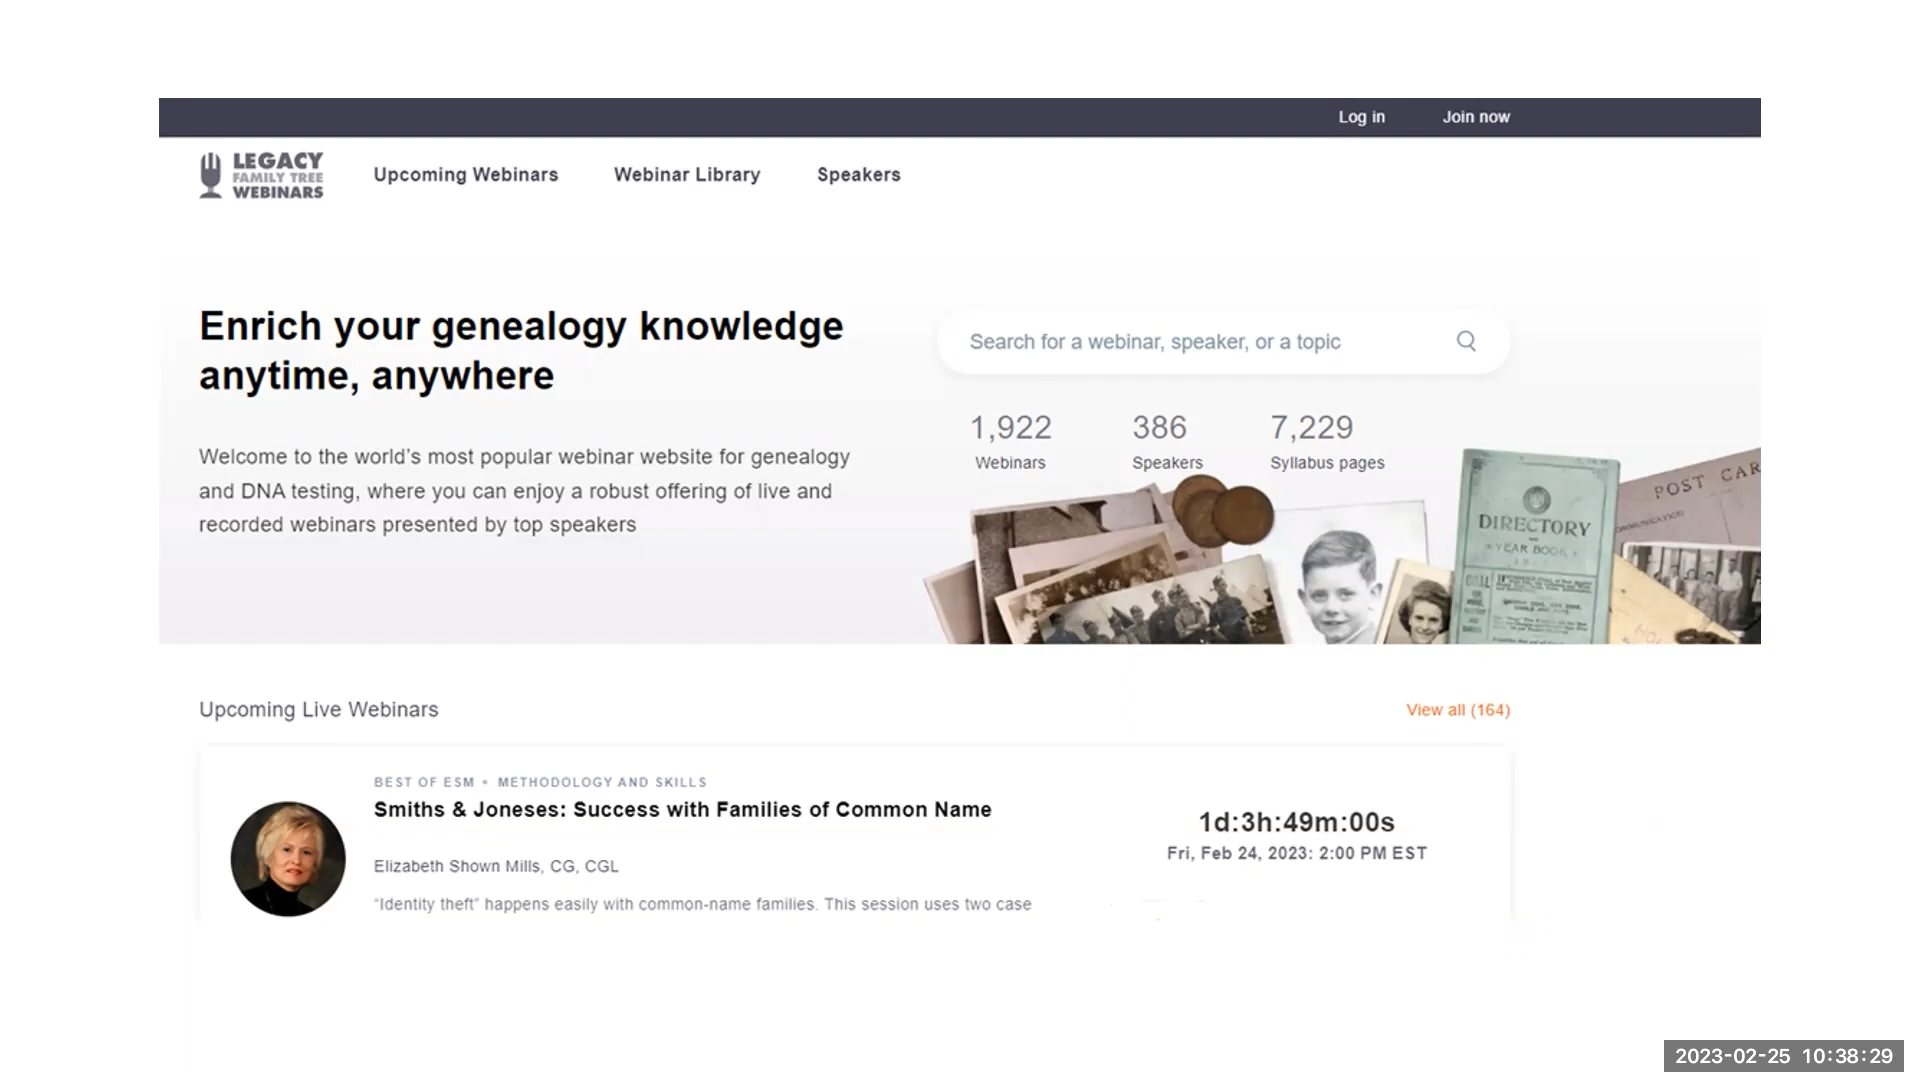 Log in Join now
LEGACY
FAMILY TREE
WEBINARS
Upcoming Webinars Webinar Library Speakers
Enrich your genealogy knowledge
anytime, anywhere
Search for a webinar, speaker, or a topic
1,922 386 7,229
Webinars Speakers Syllabus pages
Welcome to the world's most popular webinar website for genealogy
and DNA testing, where you can enjoy a robust offering of live and
recorded webinars presented by top speakers
POST CAR
DIRECTORY
YEAR BOOK
Upcoming Live Webinars
View all (164)
BEST OF ESM • METHODOLOGY AND SKILLS
Smiths & Joneses: Success with Families of Common Name
Elizabeth Shown Mills, CG, CGL
“Identity theft” happens easily with common-name families. This session uses two case
1d:3h:49m:00s
Fri, Feb 24, 2023: 2:00 PM EST
2023-02-25 10:38:29